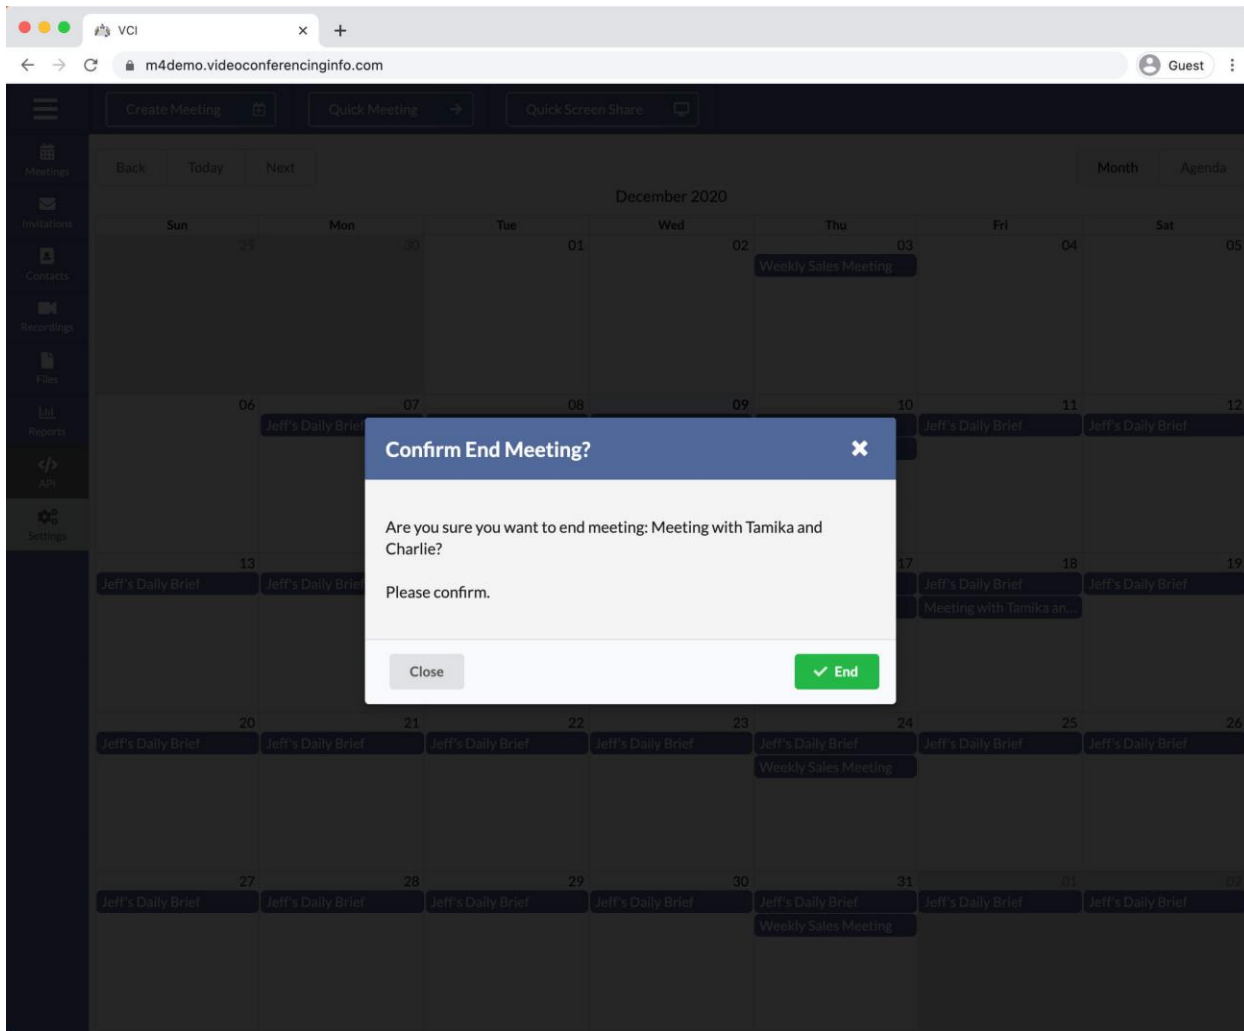 VCI
m4demo.videoconferencinginfo.com
Guest
Create Meeting
Quick Meeting
Quick Screen Share
Meetings
Invitations
Contacts
Recordings
Files
Reports
</>
API
Settings
Back Today Next
Month Agenda
December 2020
Sun Mon Tue Wed Thu Fri Sat
29 30 01 02 03 04 05
Weekly Sales Meeting
06 07 08 09 10 11 12
Jeff's Daily Brief Jeff's Daily Brief Jeff's Daily Brief
Confirm End Meeting?
Are you sure you want to end meeting: Meeting with Tamika and
Charlie?
Please confirm.
Close
End
13 17 18 19
Jeff's Daily Brief Jeff's Daily Brief Jeff's Daily Brief Jeff's Daily Brief
Meeting with Tamika an...
20 21 22 23 24 25 26
Jeff's Daily Brief Jeff's Daily Brief Jeff's Daily Brief Jeff's Daily Brief Jeff's Daily Brief Jeff's Daily Brief Jeff's Daily Brief
Weekly Sales Meeting
27 28 29 30 31 01 02
Jeff's Daily Brief Jeff's Daily Brief Jeff's Daily Brief Jeff's Daily Brief Jeff's Daily Brief Jeff's Daily Brief Jeff's Daily Brief
Weekly Sales Meeting